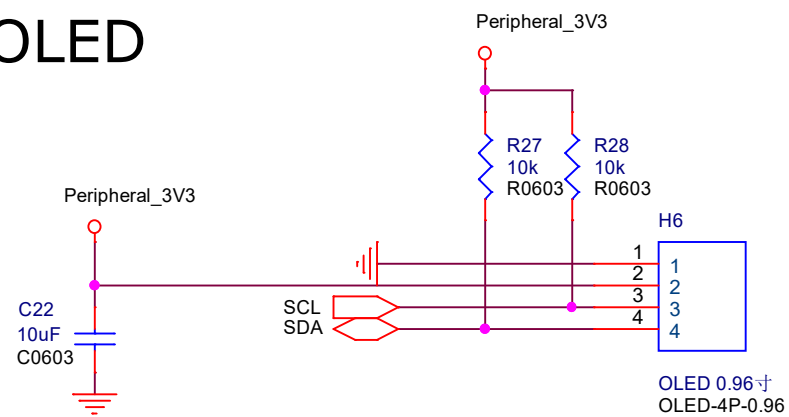 OLED
Peripheral_3V3
R27
10k
R0603
R28
10k
R0603
Peripheral_3V3
H6
1
2
3
4
1
2
3
4
SCL
SDA
C22
10uF
C0603
OLED 0.96寸
OLED-4P-0.96